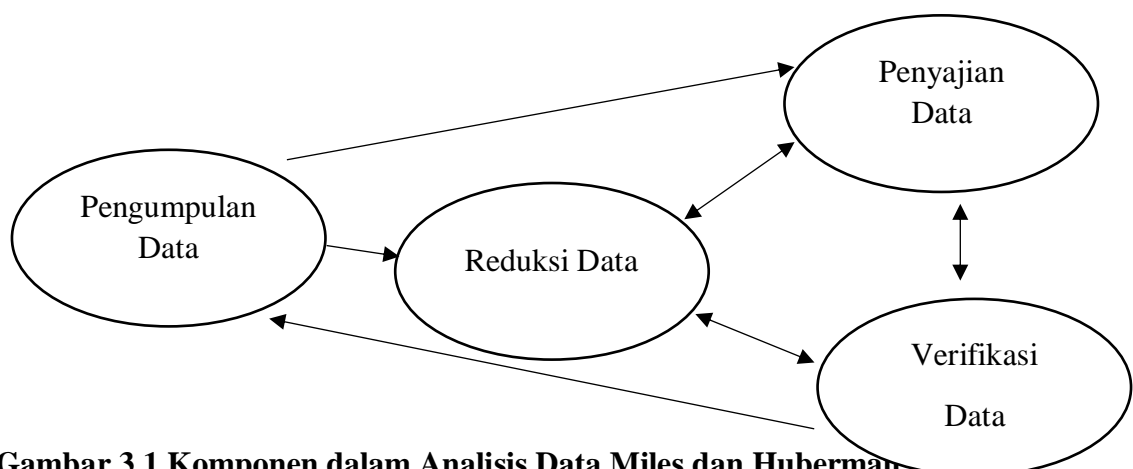 Penyajian
Data
Pengumpulan
Data
Reduksi Data
Verifikasi
Data
Gambar 3.1 Komponen dalam Analisis Data Miles dan Huberman